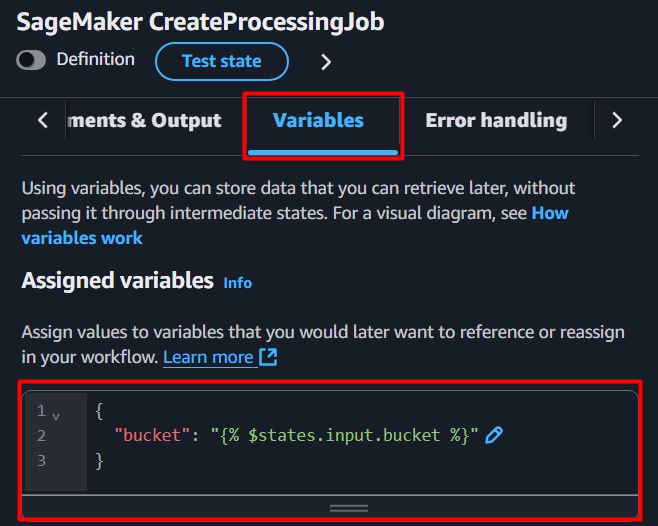 SageMaker CreateProcessingJob
Definition
Test state
ments & Output
Variables
Error handling
Using variables, you can store data that you can retrieve later, without
passing it through intermediate states. For a visual diagram, see How
variables work
Assigned variables Info
Assign values to variables that you would later want to reference or reassign
in your workflow. Learn more
1 {
2 "bucket": "{% $states.input.bucket %}"
3 }